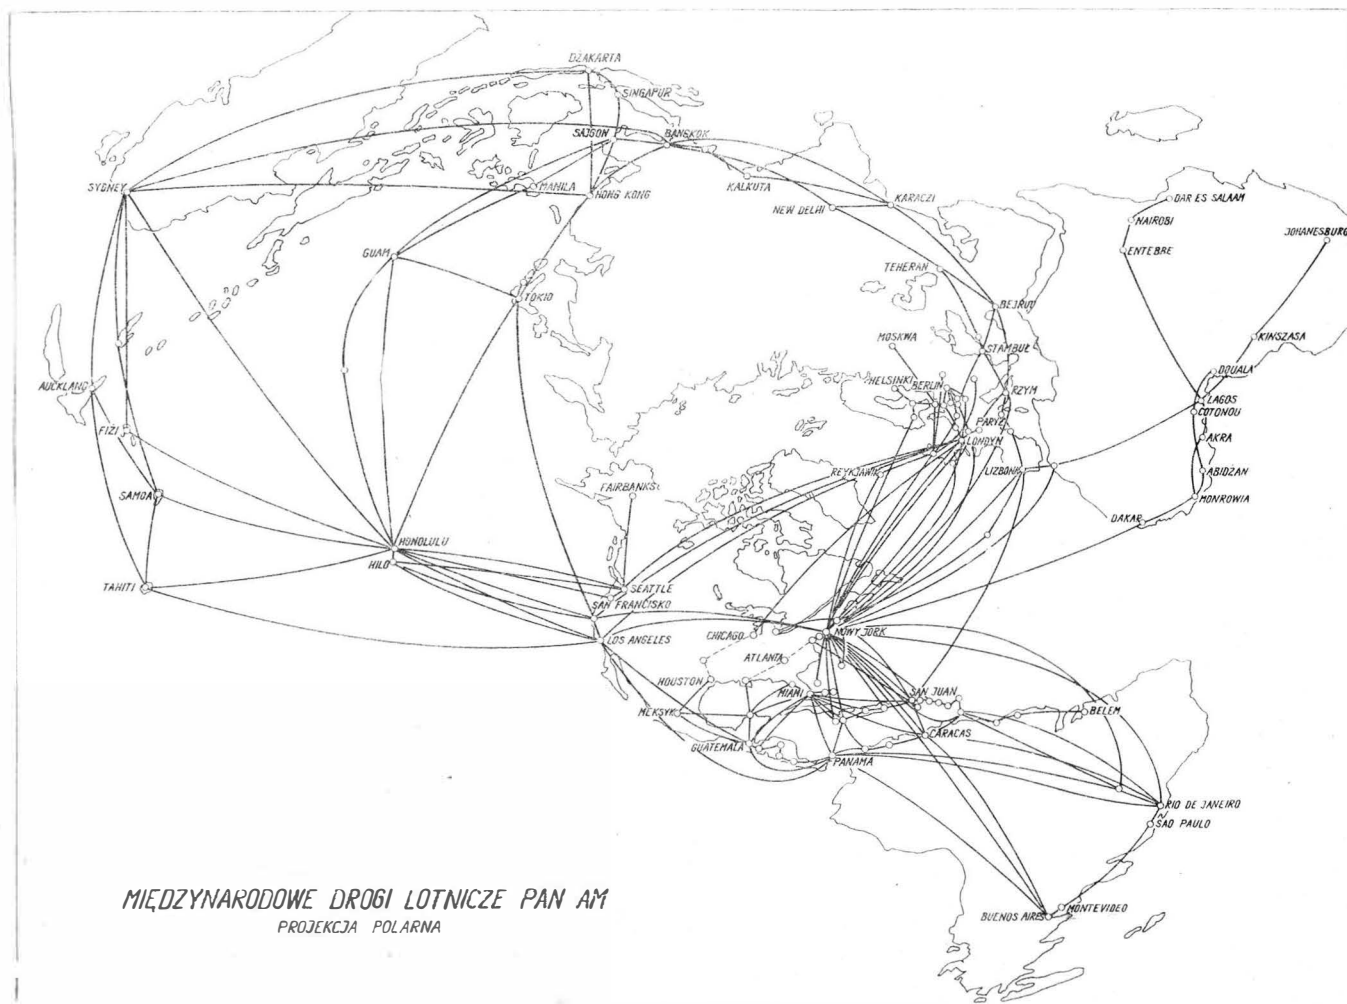 DŻAKARTA
SINGAPUR
SAJGON
BANGKOK
SYDNEY
MANILA
HONG KONG
KALKUTA
NEW DELHI
KARACZI
DAR ES SALAAM
NAIROBI
ENTEBBE
JOHANESBURG
GUAM
TEHERAN
TOKIO
BEJRUT
MOSKWA
STAMBUŁ
KINSZASA
DOUALA
AUCKLAND
HELSINKI
BERLIN
RZYM
LAGOS
COTONOU
FIZI
PARYŻ
LONDYN
AKRA
REYKJAWIK
LIZBONA
ABIDŻAN
SAMOA
FAIRBANKS
MONROWIA
DAKAR
HONOLULU
HILO
TAHITI
SEATTLE
SAN FRANCISKO
LOS ANGELES
CHICAGO
NOWY JORK
ATLANTA
HOUSTON
MIAMI
SAN JUAN
MEKSYK
BELEM
GUATEMALA
CARACAS
PANAMA
RIO DE JANEIRO
SAO PAULO
BUENOS AIRES
MONTEVIDEO
MIĘDZYNARODOWE DROGI LOTNICZE PAN AM
PROJEKCJA POLARNA